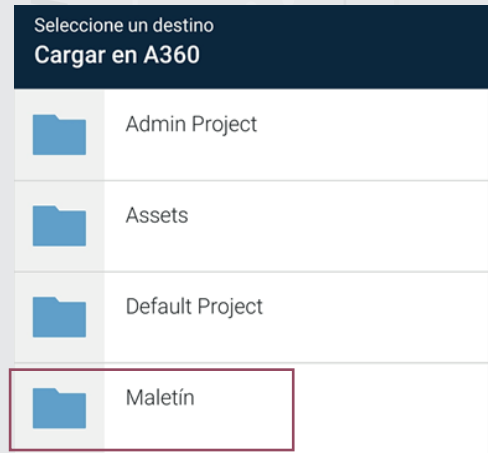 Seleccione un destino
Cargar en A360
Admin Project
Assets
Default Project
Maletín